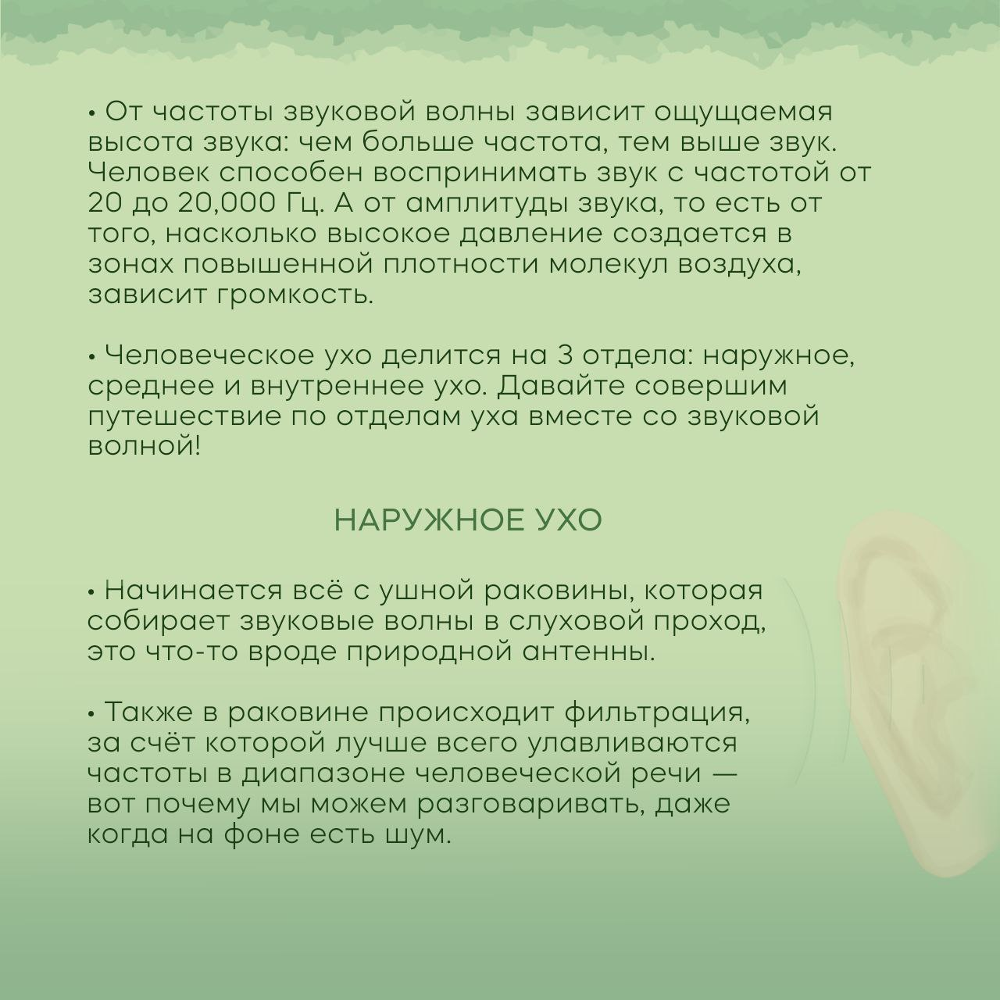 • От частоты звуковой волны зависит ощущаемая
высота звука: чем больше частота, тем выше звук.
Человек способен воспринимать звук с частотой от
20 до 20,000 Гц. А от амплитуды звука, то есть от
того, насколько высокое давление создается в
зонах повышенной плотности молекул воздуха,
зависит громкость.
• Человеческое ухо делится на 3 отдела: наружное,
среднее и внутреннее ухо. Давайте совершим
путешествие по отделам уха вместе со звуковой
волной!
НАРУЖНОЕ УХО
• Начинается всё с ушной раковины, которая
собирает звуковые волны в слуховой проход,
это что-то вроде природной антенны.
• Также в раковине происходит фильтрация,
за счёт которой лучше всего улавливаются
частоты в диапазоне человеческой речи —
вот почему мы можем разговаривать, даже
когда на фоне есть шум.